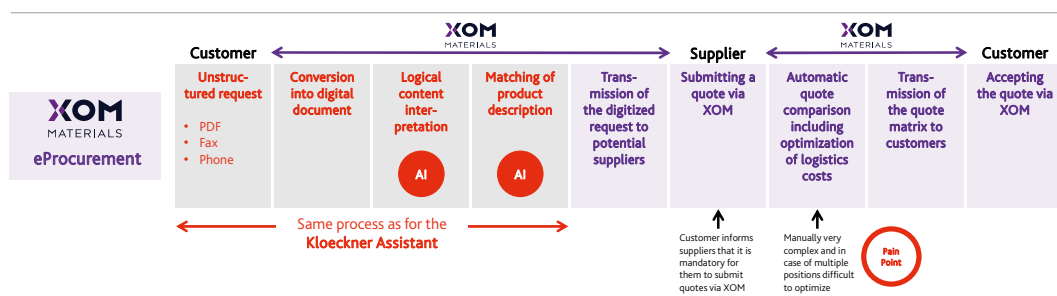 XOM
MATERIALS
XOM
MATERIALS
Customer
Supplier
Customer
XOM
MATERIALS
eProcurement
Unstruc-
tured request
• PDF
• Fax
• Phone
Conversion
into digital
document
Logical
content
inter-
pretation
AI
Matching of
product
description
AI
Trans-
mission of
the digitized
request to
potential
suppliers
Submitting a
quote via
XOM
Automatic
quote
comparison
including
optimization
of logistics
costs
Trans-
mission of
the quote
matrix to
customers
Accepting
the quote via
XOM
Same process as for the
Kloeckner Assistant
Customer informs
suppliers that it is
mandatory for
them to submit
quotes via XOM
Manually very
complex and in
case of multiple
positions difficult
to optimize
Pain
Point